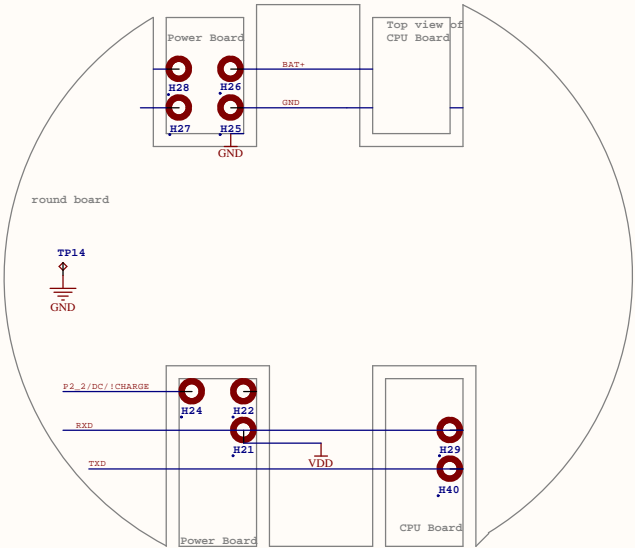 Top view of
Power Board
CPU Board
BAT+
H28
H26
GND
H27
H25
GND
round board
TP14
GND
P2_2/DC/!CHARGE
H24
H22
RXD
H21
H29
VDD
TXD
H40
CPU Board
Power Board